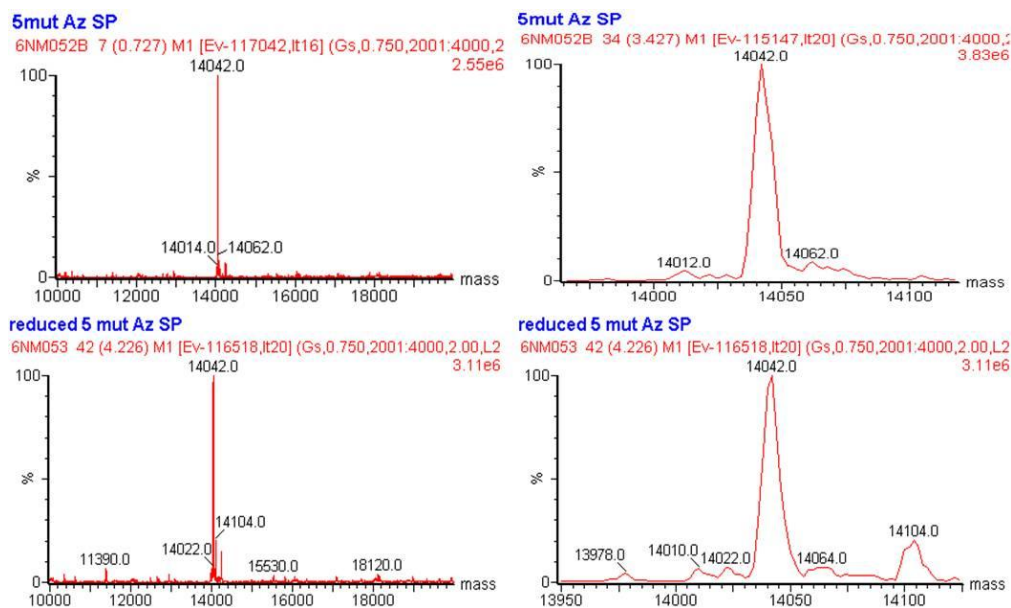 5mut Az SP
6NM052B 7 (0.727) M1 [Ev-117042,It16] (Gs,0.750,2001:4000,2
2.55e6
14042.0
100
%
14014.0
14062.0
0
10000 12000 14000 16000 18000 mass
5mut Az SP
6NM052B 34 (3.427) M1 [Ev-115147,It20] (Gs,0.750,2001:4000,2
3.83e6
14042.0
100
%
14012.0
14062.0
0
14000 14050 14100 mass
reduced 5 mut Az SP
6NM053 42 (4.226) M1 [Ev-116518,It20] (Gs,0.750,2001:4000,2.00,L2
3.11e6
14042.0
100
%
14104.0
14022.0
11390.0
15530.0
18120.0
0
10000 12000 14000 16000 18000 mass
reduced 5 mut Az SP
6NM053 42 (4.226) M1 [Ev-116518,It20] (Gs,0.750,2001:4000,2.00,L2
3.11e6
14042.0
100
%
14104.0
13978.0
14010.0
14022.0
14064.0
0
13950 14000 14050 14100 mass